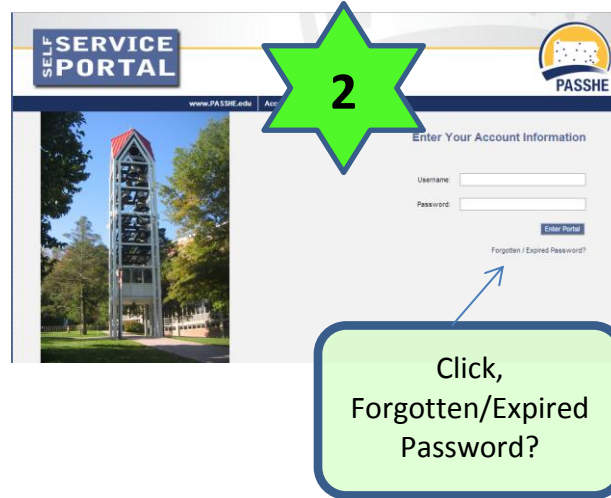 SELF
SERVICE
PORTAL
2
PASSHE
www.PASSHE.edu
Enter Your Account Information
Username:
Password:
Enter Portal
Forgotten / Expired Password?
Click,
Forgotten/Expired
Password?